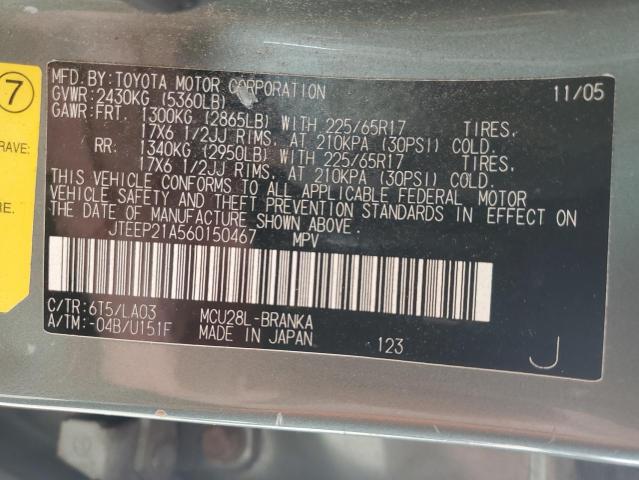 7
RAVE:
RE.
MFD. BY: TOYOTA MOTOR CORPORATION 11/05
GVWR: 2430KG (5360LB)
GAWR: FRT. 1300KG (2865LB) WITH 225/65R17 TIRES,
17X6 1/2JJ RIMS, AT 210KPA (30PSI) COLD.
RR: 1340KG (2950LB) WITH 225/65R17 TIRES,
17X6 1/2JJ RIMS, AT 210KPA (30PSI) COLD.
THIS VEHICLE CONFORMS TO ALL APPLICABLE FEDERAL MOTOR
VEHICLE SAFETY AND THEFT PREVENTION STANDARDS IN EFFECT ON
THE DATE OF MANUFACTURE SHOWN ABOVE.
JTEEP21A560150467 MPV
C/TR: 6T5/LA03 MCU28L-BRANKA
A/TM: -04B/U151F MADE IN JAPAN 123 J